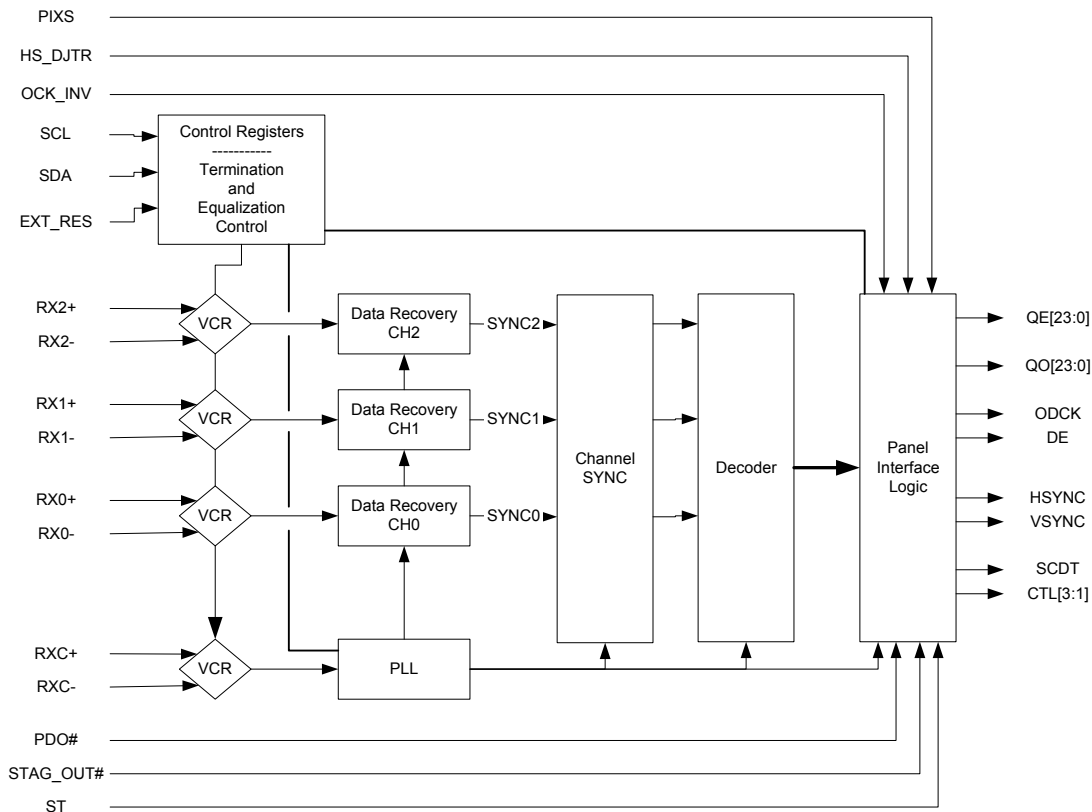 PIXS
HS_DJTR
OCK_INV
SCL
SDA
EXT_RES
Control Registers
-----------
Termination
and
Equalization
Control
RX2+
RX2-
VCR
Data Recovery
CH2
SYNC2
RX1+
RX1-
VCR
Data Recovery
CH1
SYNC1
RX0+
RX0-
VCR
Data Recovery
CH0
SYNC0
RXC+
RXC-
VCR
PLL
Channel
SYNC
Decoder
Panel
Interface
Logic
QE[23:0]
QO[23:0]
ODCK
DE
HSYNC
VSYNC
SCDT
CTL[3:1]
PDO#
STAG_OUT#
ST